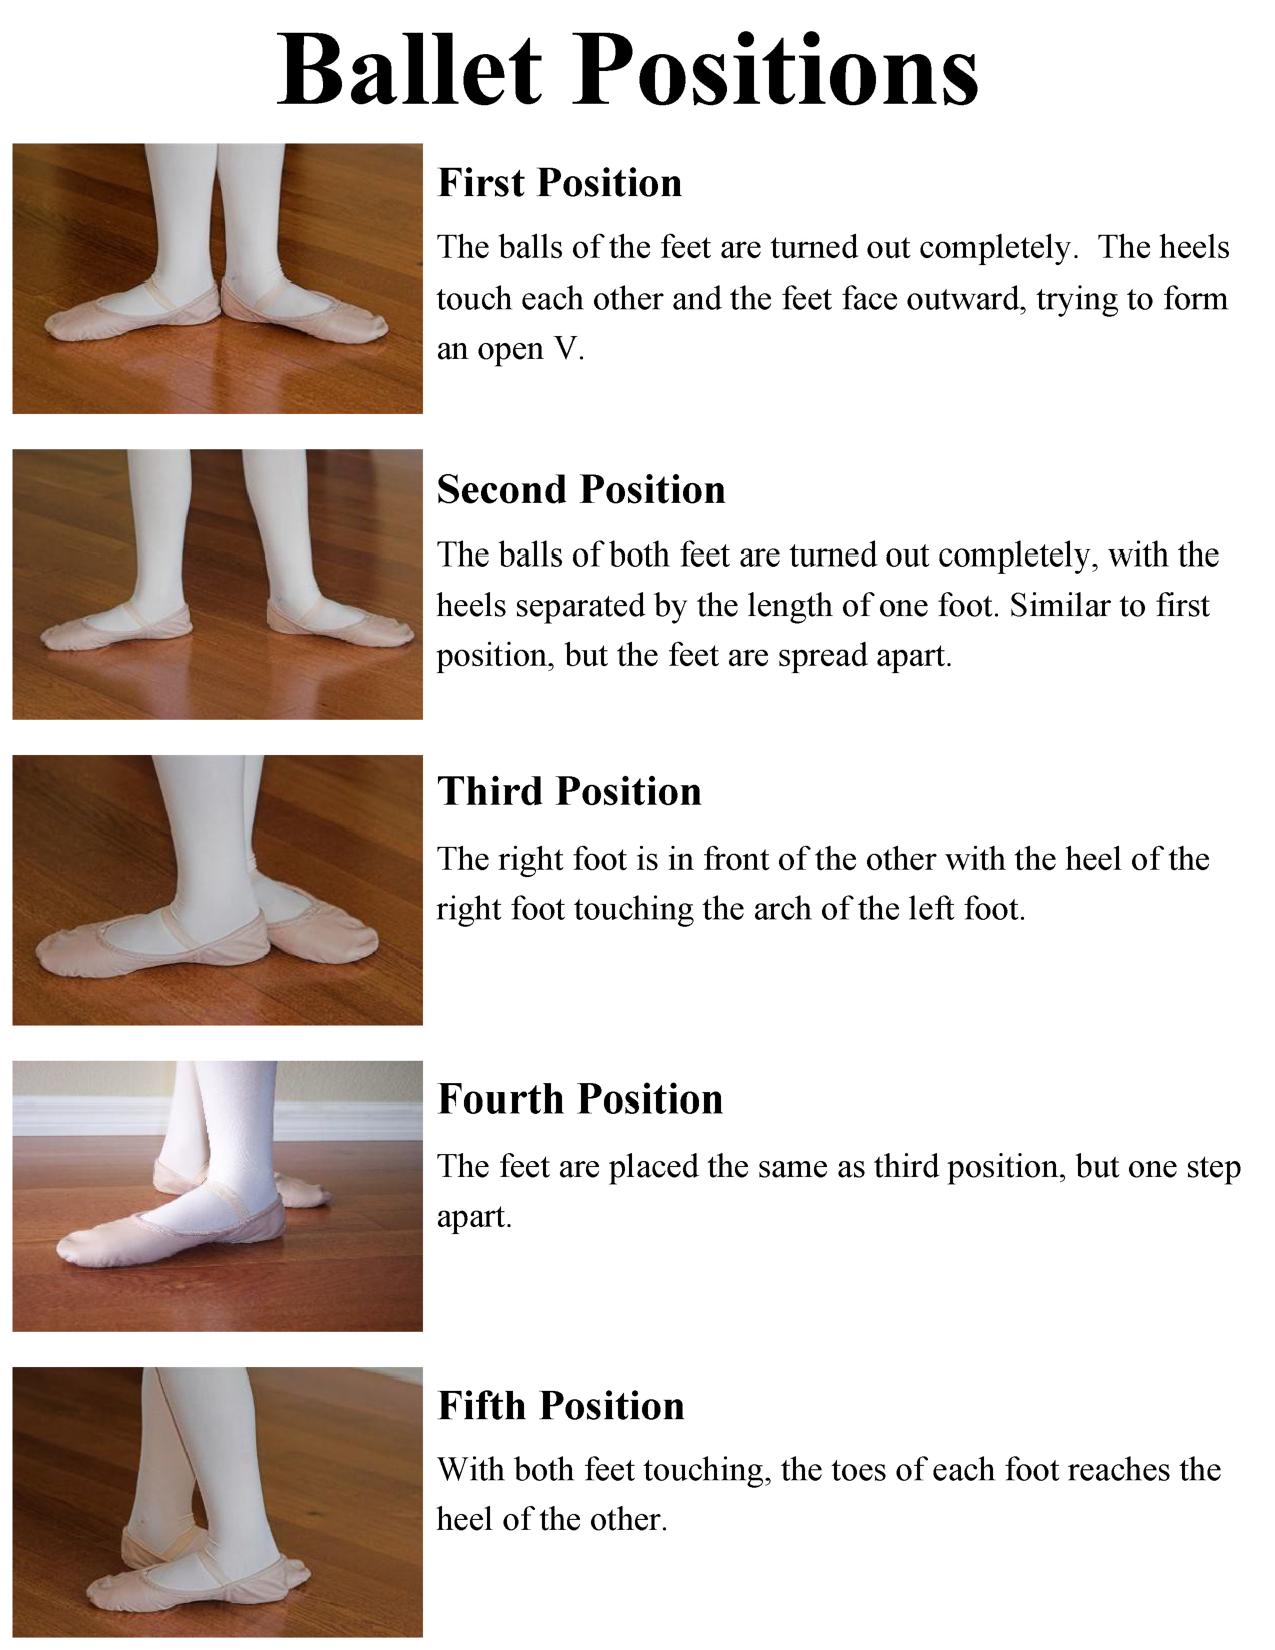 Ballet Positions
First Position
The balls of the feet are turned out completely.  The heels
touch each other and the feet face outward, trying to form
an open V.
Second Position
The balls of both feet are turned out completely, with the
heels separated by the length of one foot. Similar to first
position, but the feet are spread apart.
Third Position
The right foot is in front of the other with the heel of the
right foot touching the arch of the left foot.
Fourth Position
The feet are placed the same as third position, but one step
apart.
Fifth Position
With both feet touching, the toes of each foot reaches the
heel of the other.